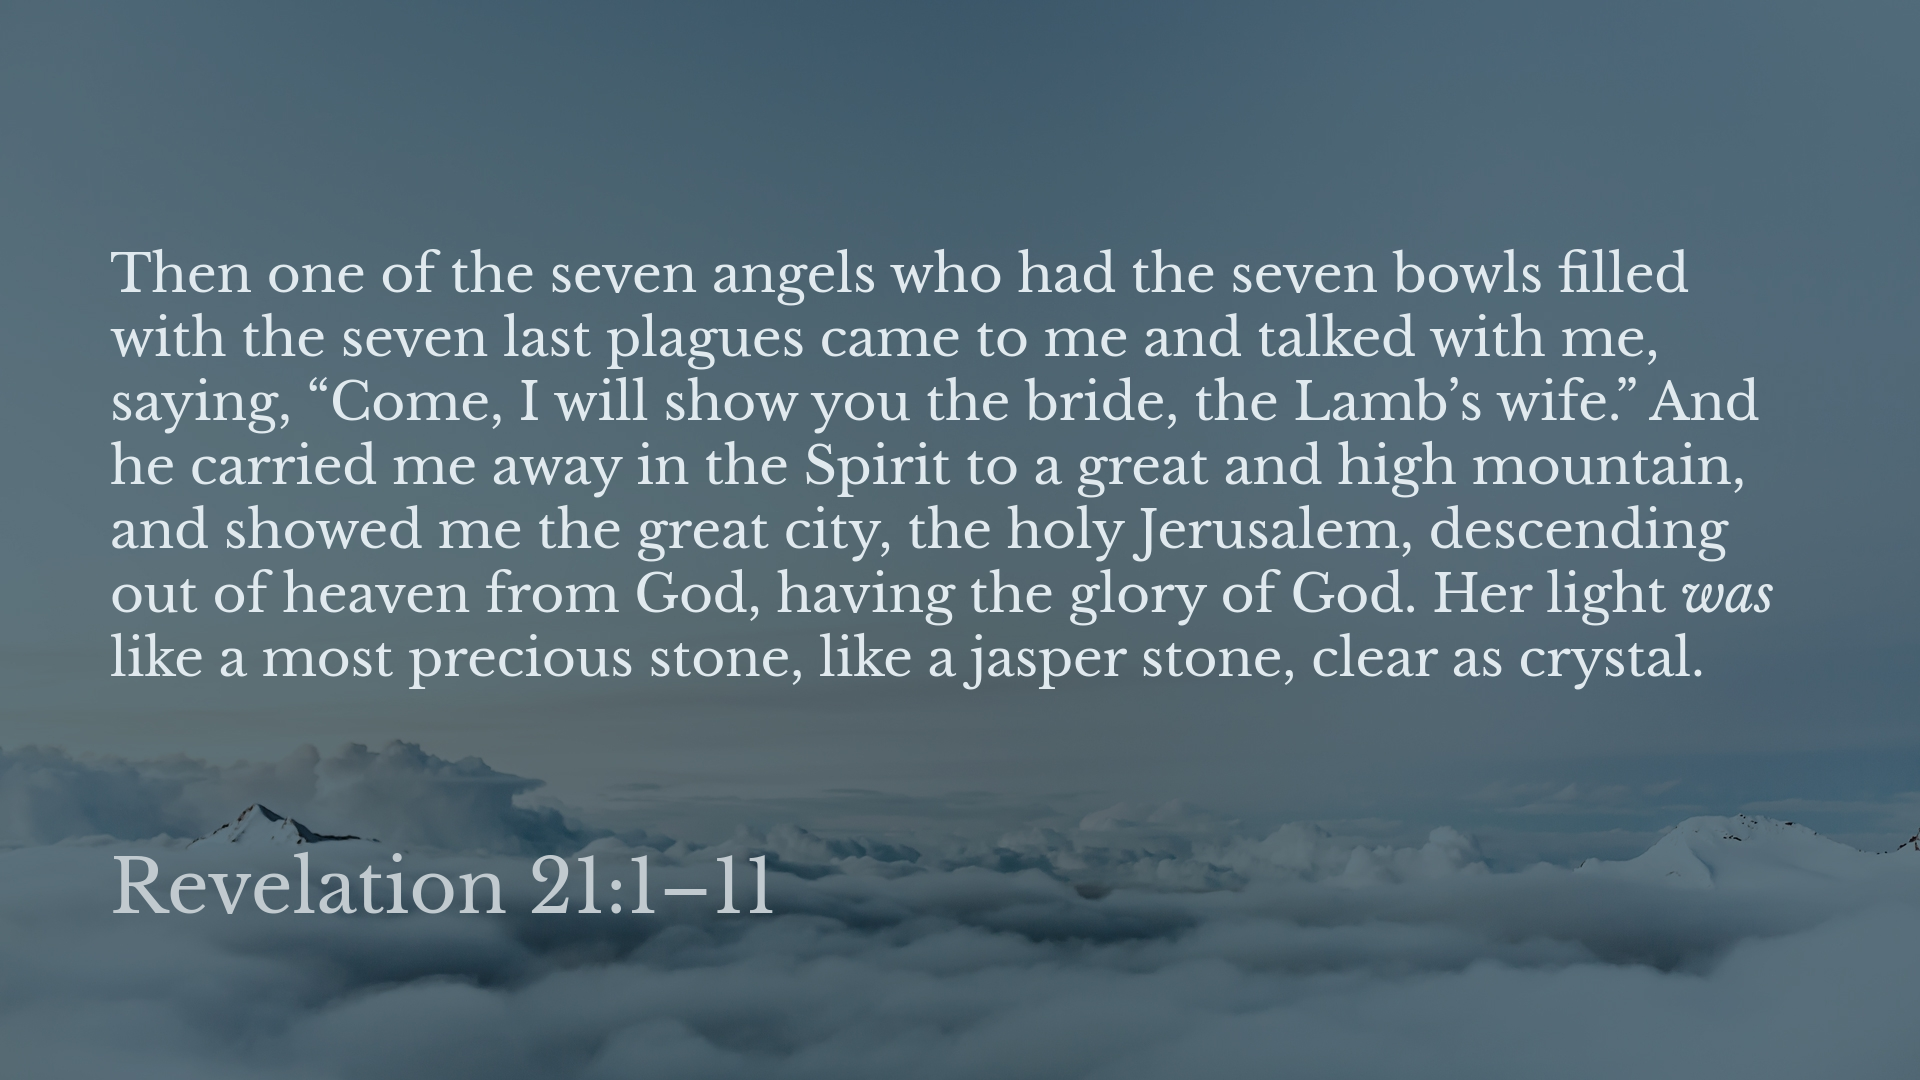 Then one of the seven angels who had the seven bowls filled
with the seven last plagues came to me and talked with me,
saying, “Come, I will show you the bride, the Lamb’s wife.” And
he carried me away in the Spirit to a great and high mountain,
and showed me the great city, the holy Jerusalem, descending
out of heaven from God, having the glory of God. Her light was
like a most precious stone, like a jasper stone, clear as crystal.
Revelation 21:1–11